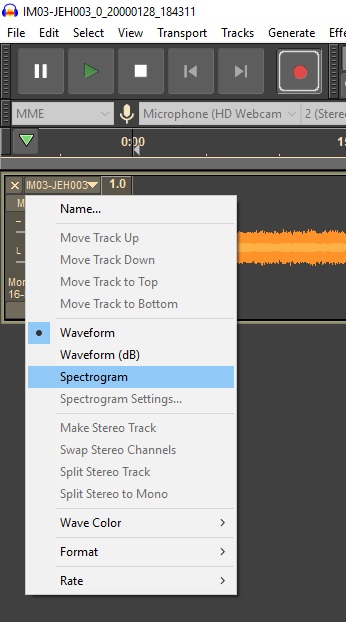 IM03-JEH003_0_20000128_184311
File Edit Select View Transport Tracks Generate
MME Microphone (HD Webcam 2 (Stere
0:00
IM03-JEH003 1.0
Name...
Move Track Up
Move Track Down
Move Track to Top
Move Track to Bottom
Waveform
Waveform (dB)
Spectrogram
Spectrogram Settings...
Make Stereo Track
Swap Stereo Channels
Split Stereo Track
Split Stereo to Mono
Wave Color
Format
Rate
L
Mor
16-